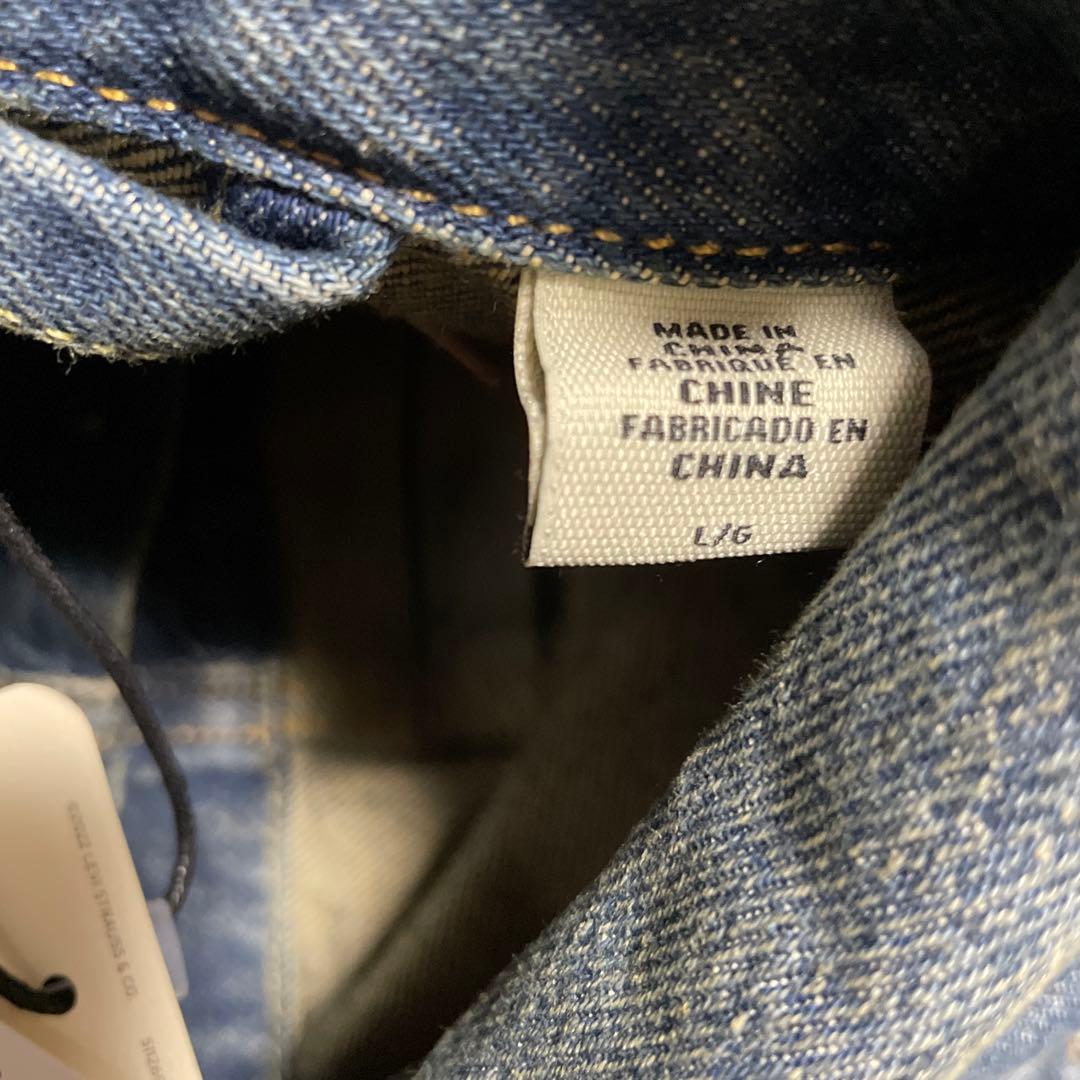 MADE IN
CHINA
FABRIQUÉ EN
CHINE
FABRICADO EN
CHINA
L/G
©2022 LEVI STRAUSS & CO.